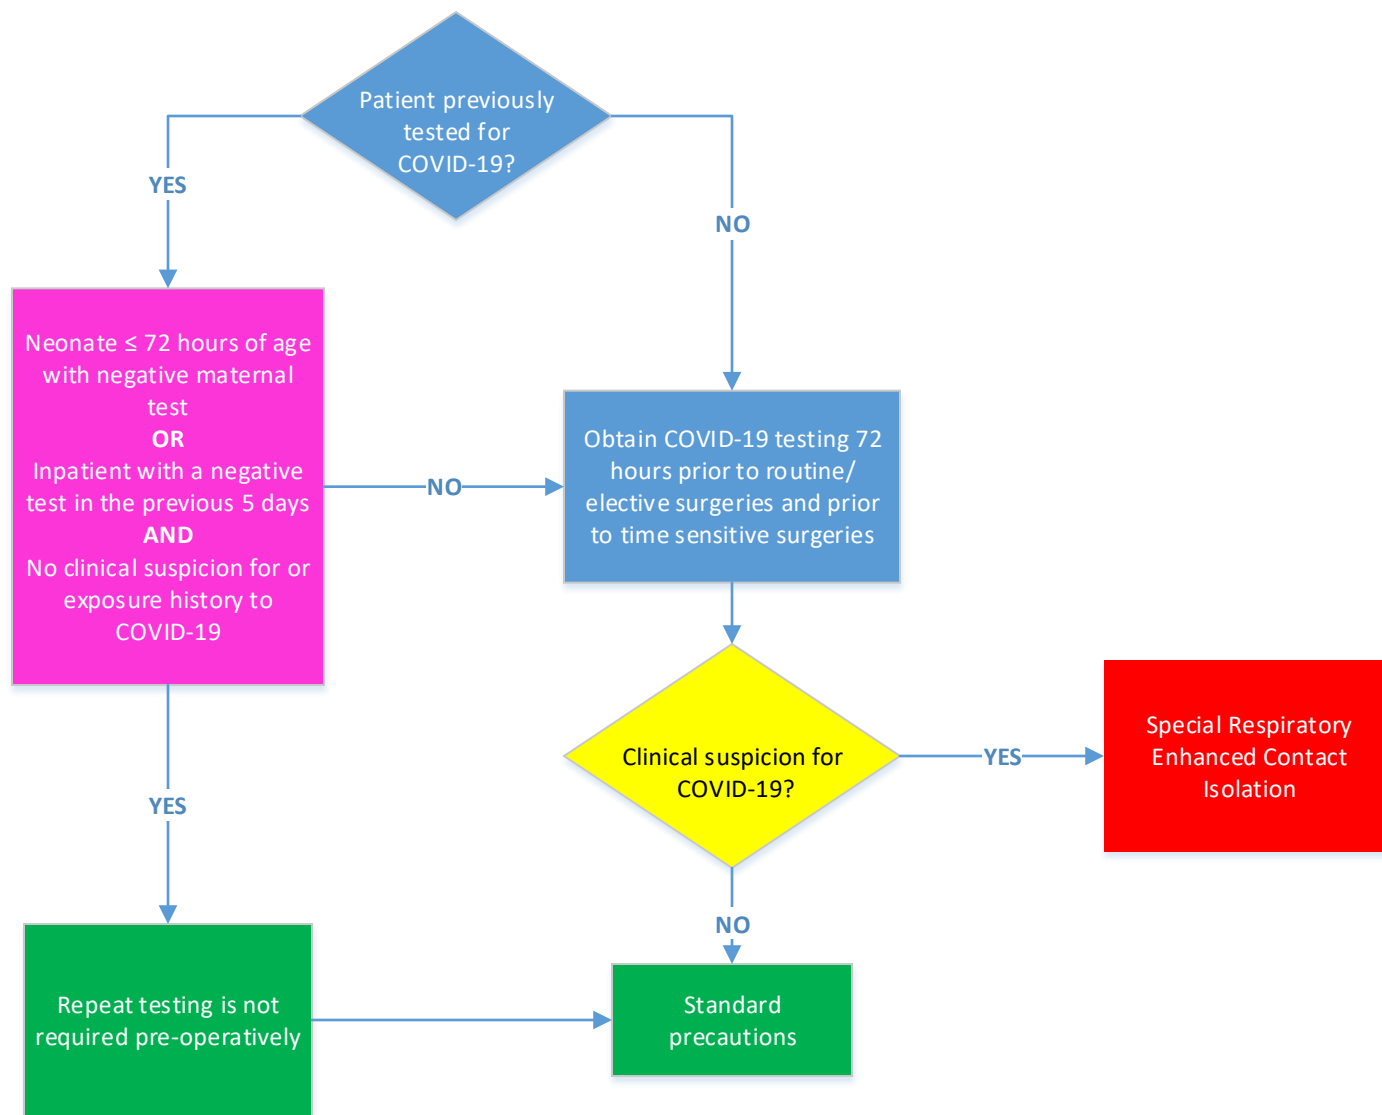 Patient previously
tested for
COVID-19?
YES
NO
Neonate ≤ 72 hours of age
with negative maternal
test
OR
Inpatient with a negative
test in the previous 5 days
AND
No clinical suspicion for or
exposure history to
COVID-19
NO
Obtain COVID-19 testing 72
hours prior to routine/
elective surgeries and prior
to time sensitive surgeries
Clinical suspicion for
COVID-19?
YES
Special Respiratory
Enhanced Contact
Isolation
YES
NO
Repeat testing is not
required pre-operatively
Standard
precautions